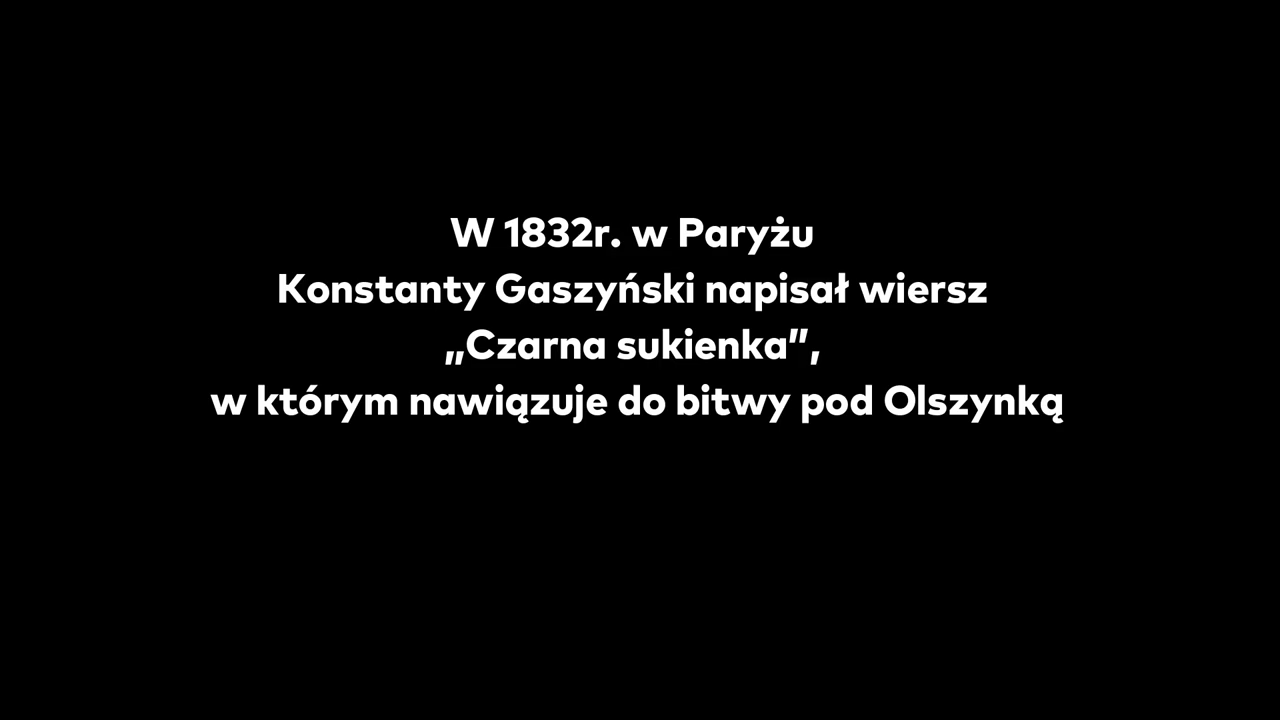 W 1832r. w Paryżu
Konstanty Gaszyński napisał wiersz
„Czarna sukienka”,
w którym nawiązuje do bitwy pod Olszynką